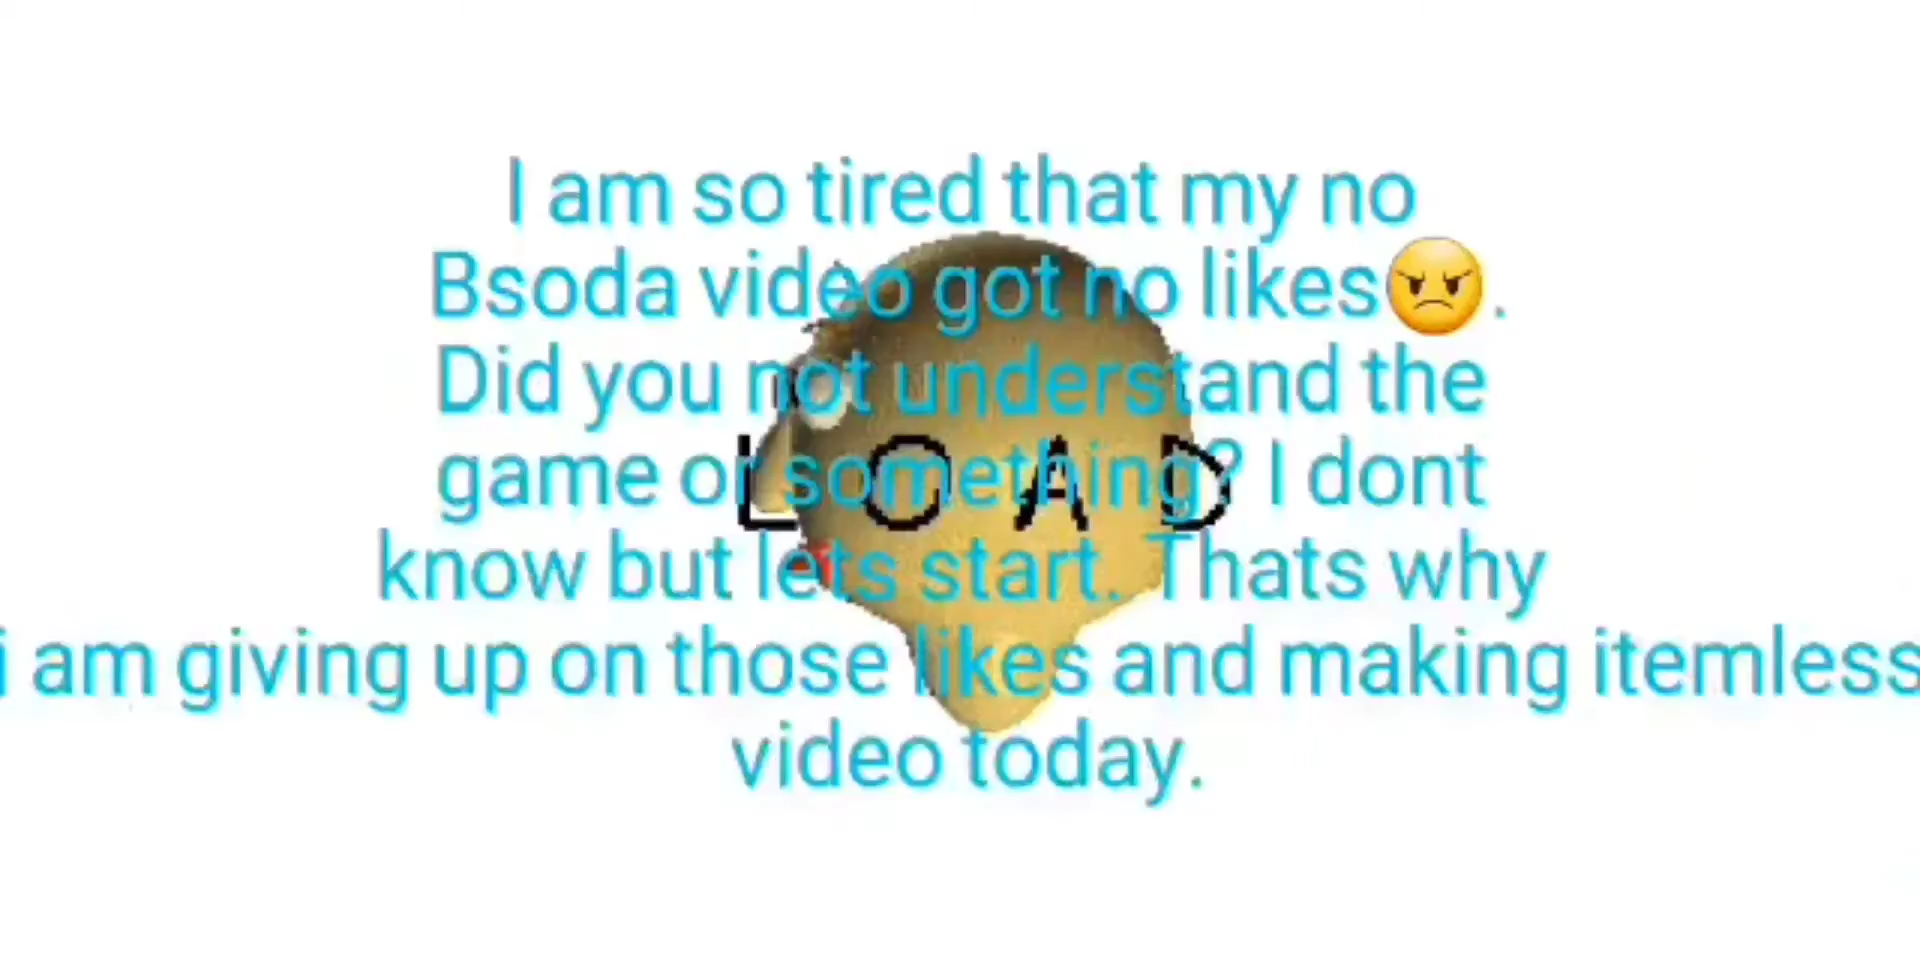 I am so tired that my no
Bsoda video got no likes😠.
Did you not understand the
game or something? I dont
know but lets start. Thats why
i am giving up on those likes and making itemless
video today.
LOAD